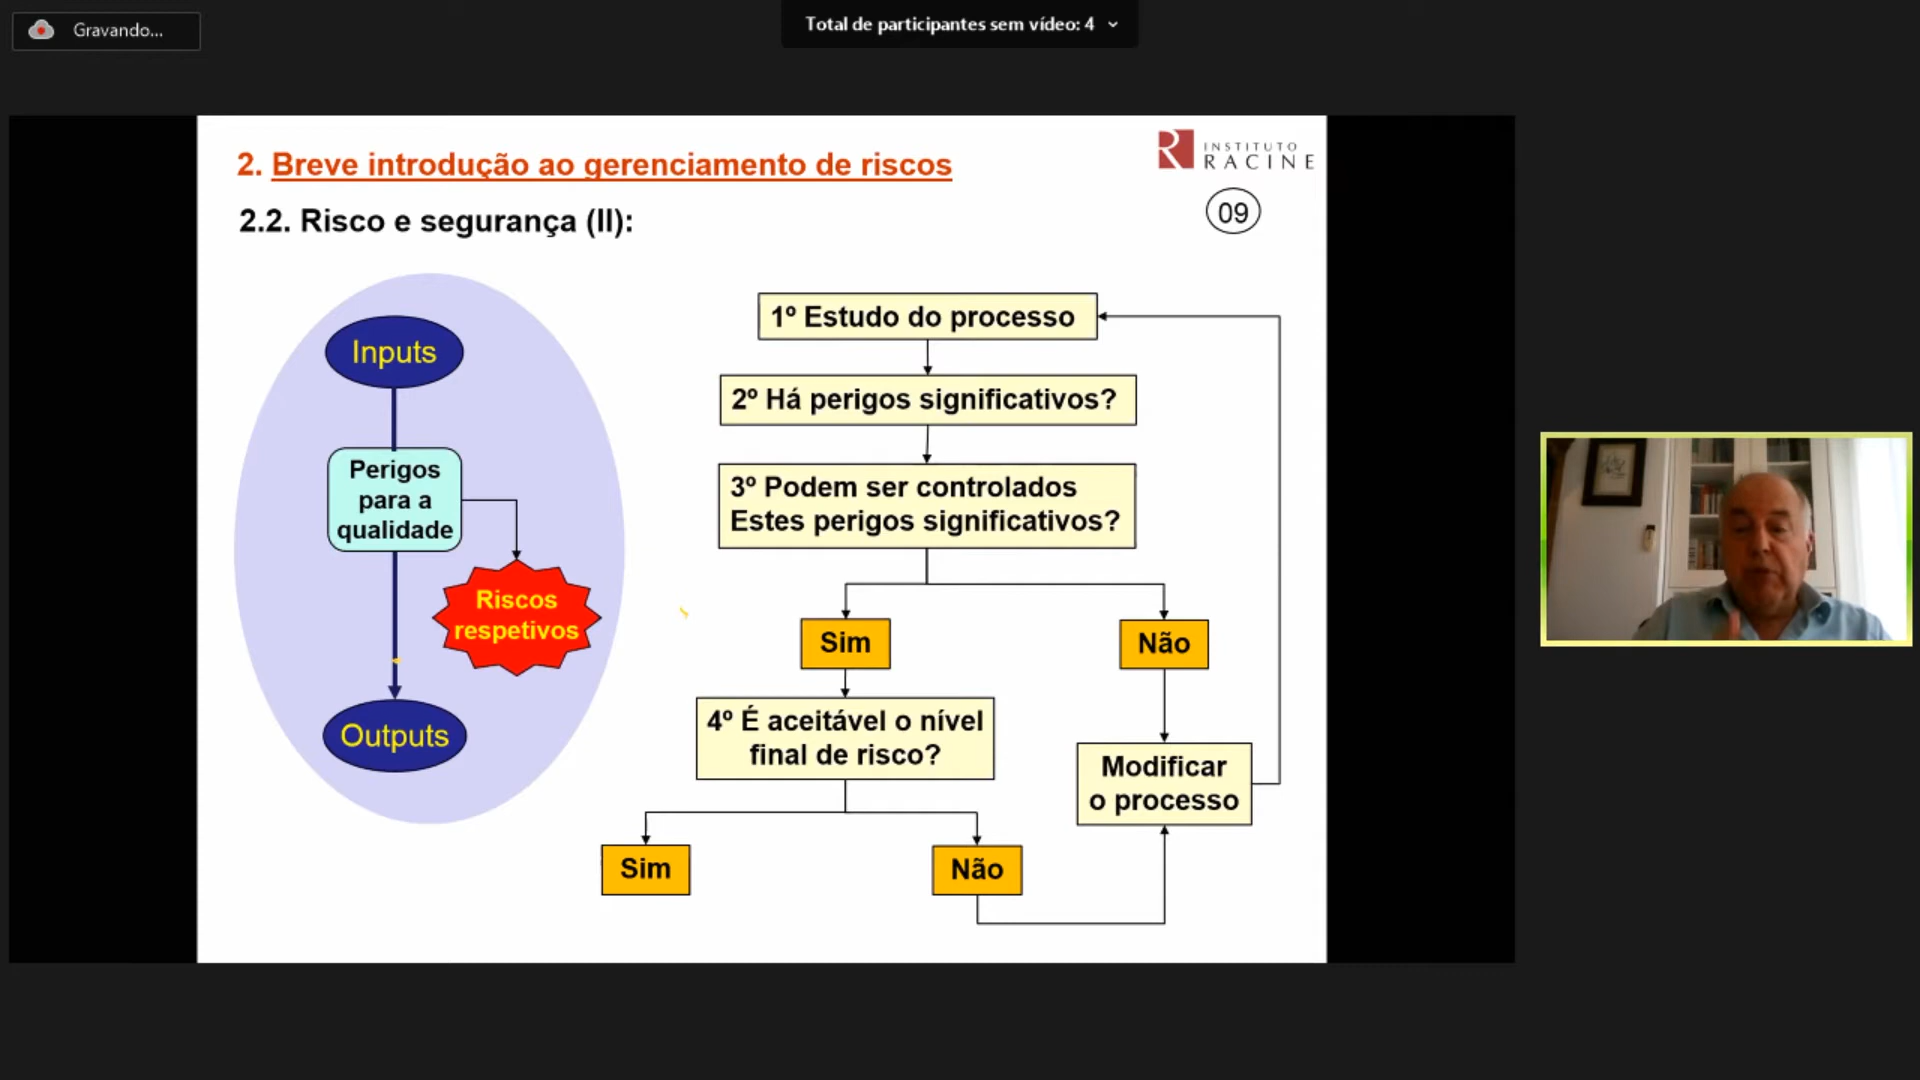 Gravando...
Total de participantes sem vídeo: 4
2. Breve introdução ao gerenciamento de riscos
INSTITUTO
RACINE
2.2. Risco e segurança (II):
09
Inputs
Perigos
para a
qualidade
Riscos
respetivos
Outputs
1º Estudo do processo
2º Há perigos significativos?
3º Podem ser controlados
Estes perigos significativos?
Sim
Não
4º É aceitável o nível
final de risco?
Modificar
o processo
Sim
Não